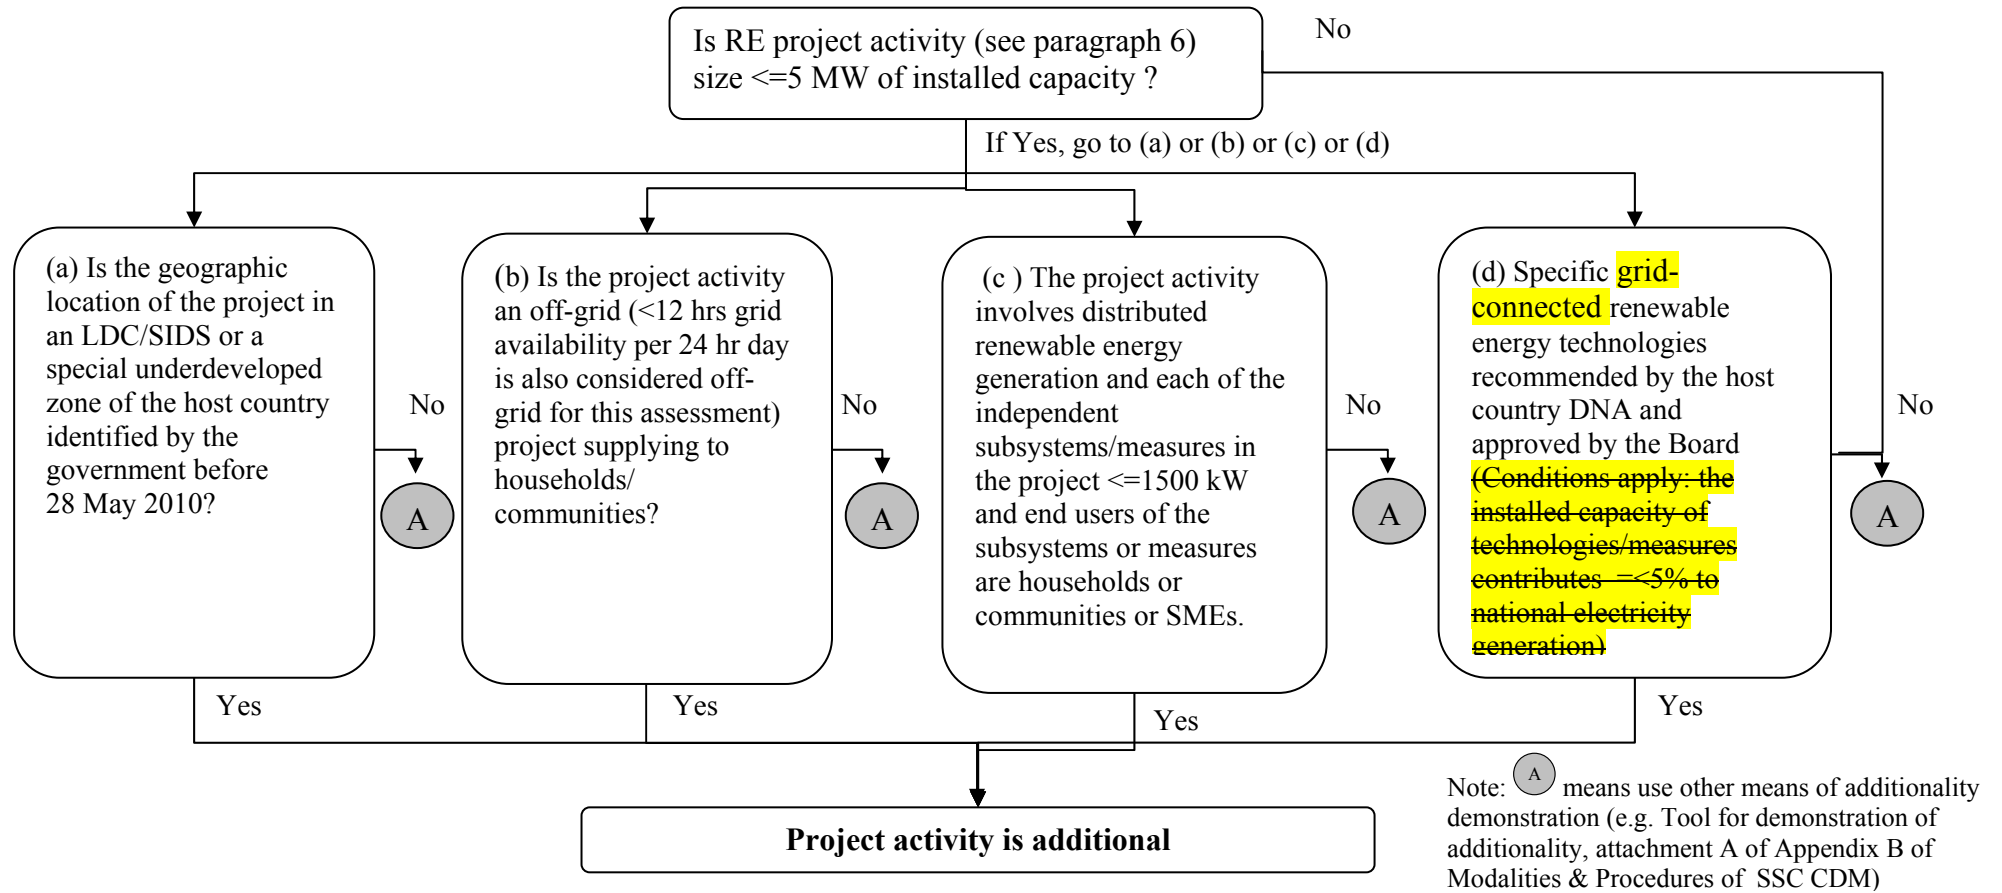 Is RE project activity (see paragraph 6)
size <=5 MW of installed capacity ?
No
If Yes, go to (a) or (b) or (c) or (d)
(a) Is the geographic
location of the project in
an LDC/SIDS or a
special underdeveloped
zone of the host country
identified by the
government before
28 May 2010?
No
A
Yes
(b) Is the project activity
an off-grid (<12 hrs grid
availability per 24 hr day
is also considered off-
grid for this assessment)
project supplying to
households/
communities?
No
A
Yes
(c ) The project activity
involves distributed
renewable energy
generation and each of the
independent
subsystems/measures in
the project <=1500 kW
and end users of the
subsystems or measures
are households or
communities or SMEs.
No
A
Yes
(d) Specific grid-
connected renewable
energy technologies
recommended by the host
country DNA and
approved by the Board
(Conditions apply: the
installed capacity of
technologies/measures
contributes =<5% to
national electricity
generation)
No
A
Yes
Project activity is additional
Note: A means use other means of additionality
demonstration (e.g. Tool for demonstration of
additionality, attachment A of Appendix B of
Modalities & Procedures of SSC CDM)